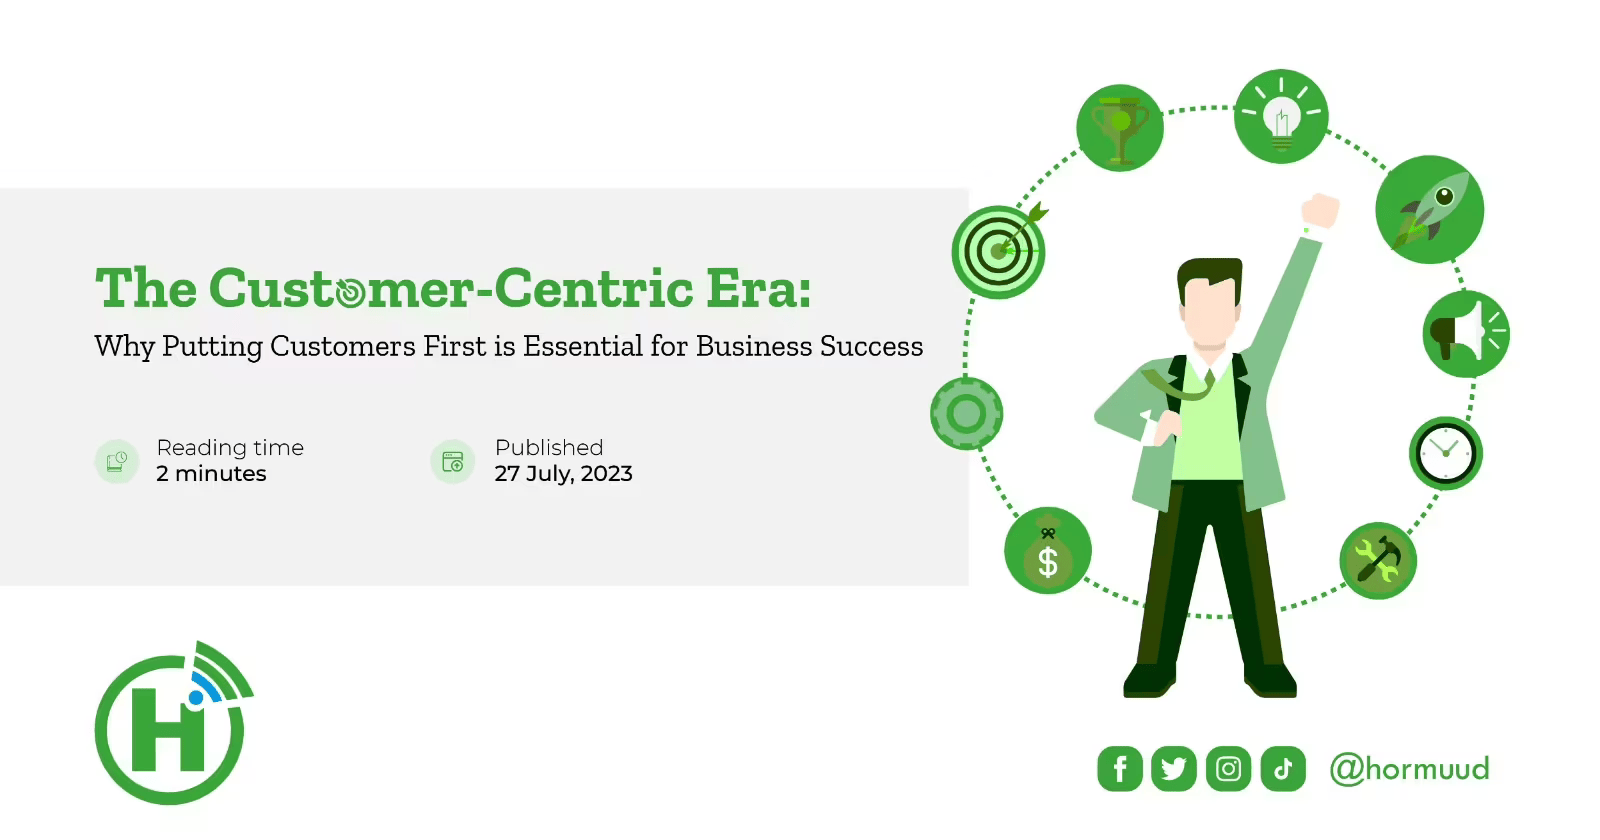 The Customer-Centric Era:
Why Putting Customers First is Essential for Business Success
Reading time
2 minutes
Published
27 July, 2023
$
H
@hormuud